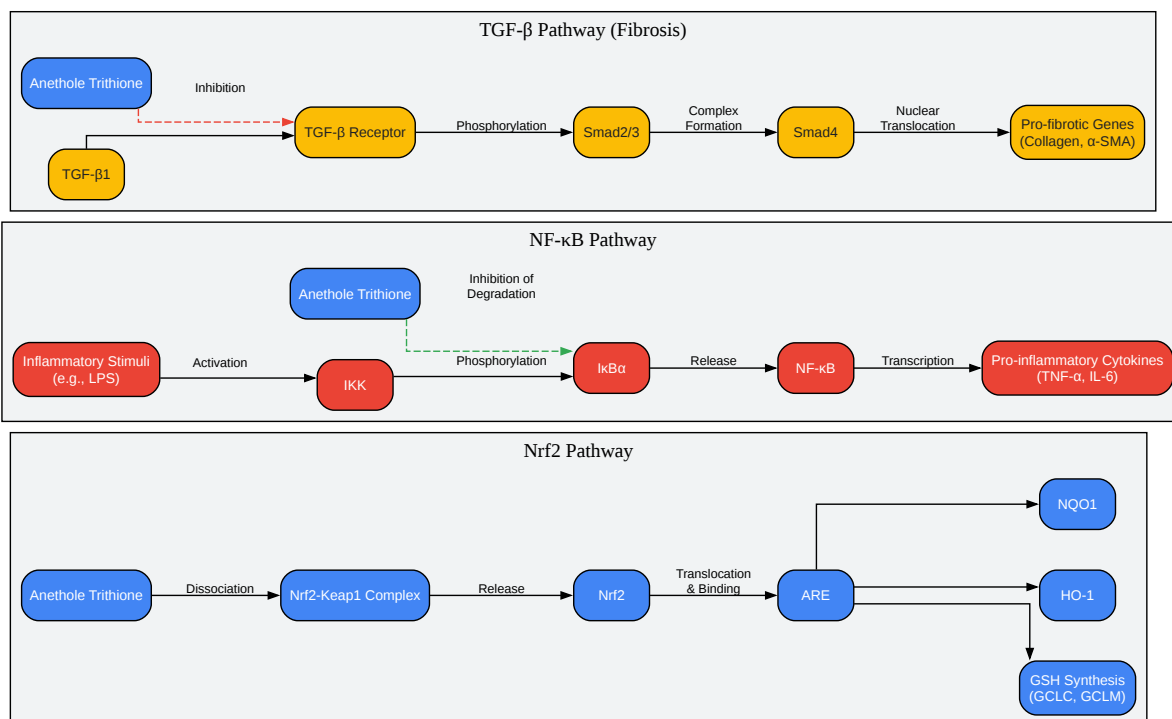 TGF-β Pathway (Fibrosis)
Anethole Trithione
Inhibition
TGF-β1
TGF-β Receptor
Phosphorylation
Smad2/3
Complex
Formation
Smad4
Nuclear
Translocation
Pro-fibrotic Genes
(Collagen, α-SMA)
NF-κB Pathway
Anethole Trithione
Inhibition of
Degradation
Inflammatory Stimuli
(e.g., LPS)
Activation
IKK
Phosphorylation
IκBα
Release
NF-κB
Transcription
Pro-inflammatory Cytokines
(TNF-α, IL-6)
Nrf2 Pathway
Anethole Trithione
Dissociation
Nrf2-Keap1 Complex
Release
Nrf2
Translocation
& Binding
ARE
NQO1
HO-1
GSH Synthesis
(GCLC, GCLM)